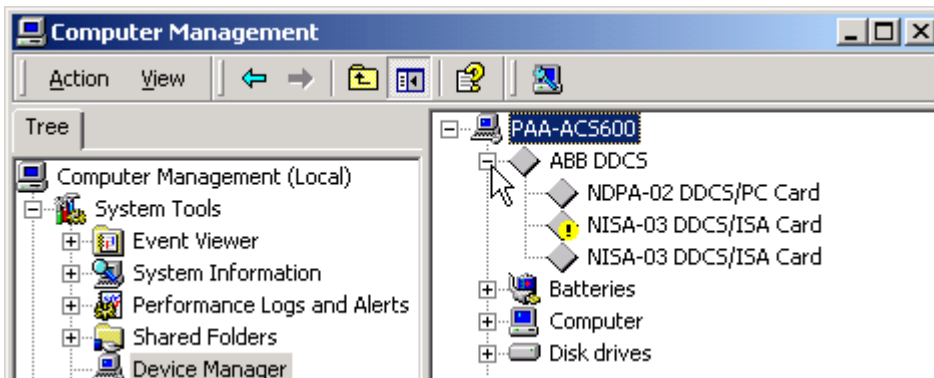 Computer Management
Action View
Tree
Computer Management (Local)
System Tools
Event Viewer
System Information
Performance Logs and Alerts
Shared Folders
Device Manager
PAA-ACS600
ABB DDCS
NDPA-02 DDCS/PC Card
NISA-03 DDCS/ISA Card
NISA-03 DDCS/ISA Card
Batteries
Computer
Disk drives